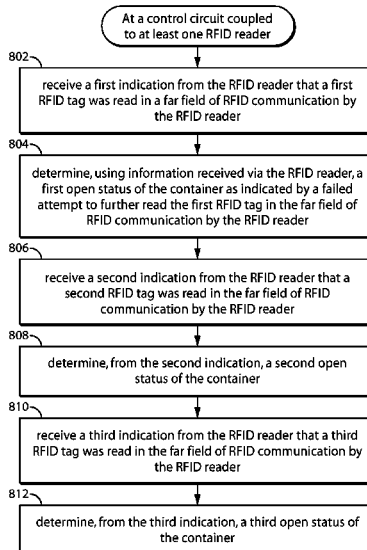 At a control circuit coupled
to at least one RFID reader
802
receive a first indication from the RFID reader that a first
RFID tag was read in a far field of RFID communication by
the RFID reader
804
determine, using information received via the RFID reader, a
first open status of the container as indicated by a failed
attempt to further read the first RFID tag in the far field of
RFID communication by the RFID reader
806
receive a second indication from the RFID reader that a
second RFID tag was read in the far field of RFID
communication by the RFID reader
808
determine, from the second indication, a second open
status of the container
810
receive a third indication from the RFID reader that a third
RFID tag was read in the far field of RFID communication by
the RFID reader
812
determine, from the third indication, a third open status of
the container